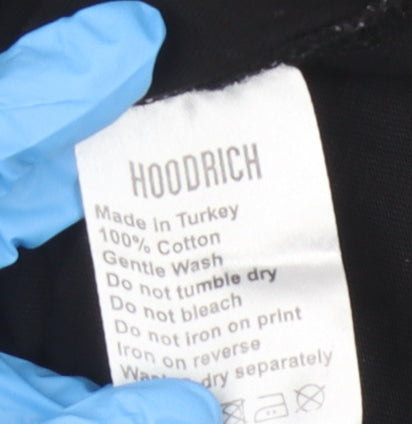 HOODRICH
Made In Turkey
100% Cotton
Gentle Wash
Do not tumble dry
Do not bleach
Do not Iron on print
Iron on reverse
dry separately